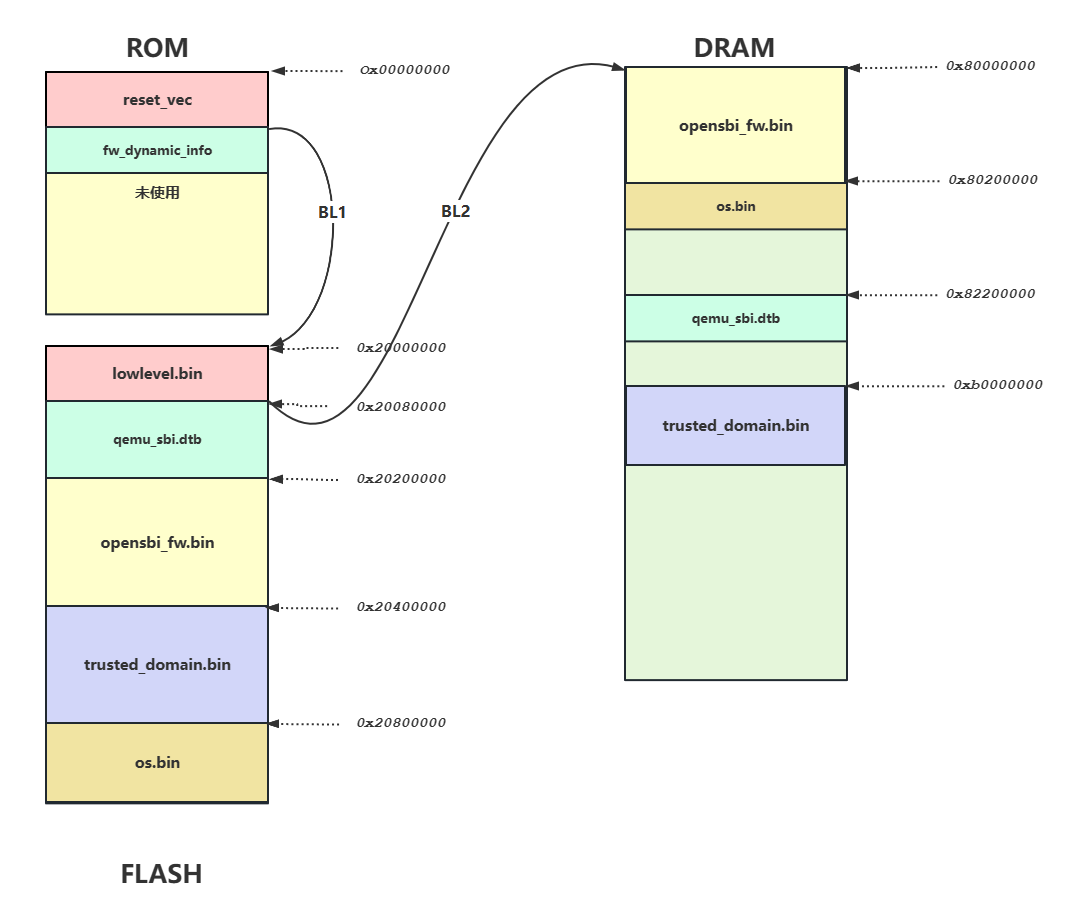 ROM
0x00000000
reset_vec
fw_dynamic_info
未使用
BL1
BL2
0x20000000
lowlevel.bin
0x20080000
qemu_sbi.dtb
0x20200000
opensbi_fw.bin
0x20400000
trusted_domain.bin
0x20800000
os.bin
FLASH
DRAM
0x80000000
opensbi_fw.bin
0x80200000
os.bin
0x82200000
qemu_sbi.dtb
0xb0000000
trusted_domain.bin